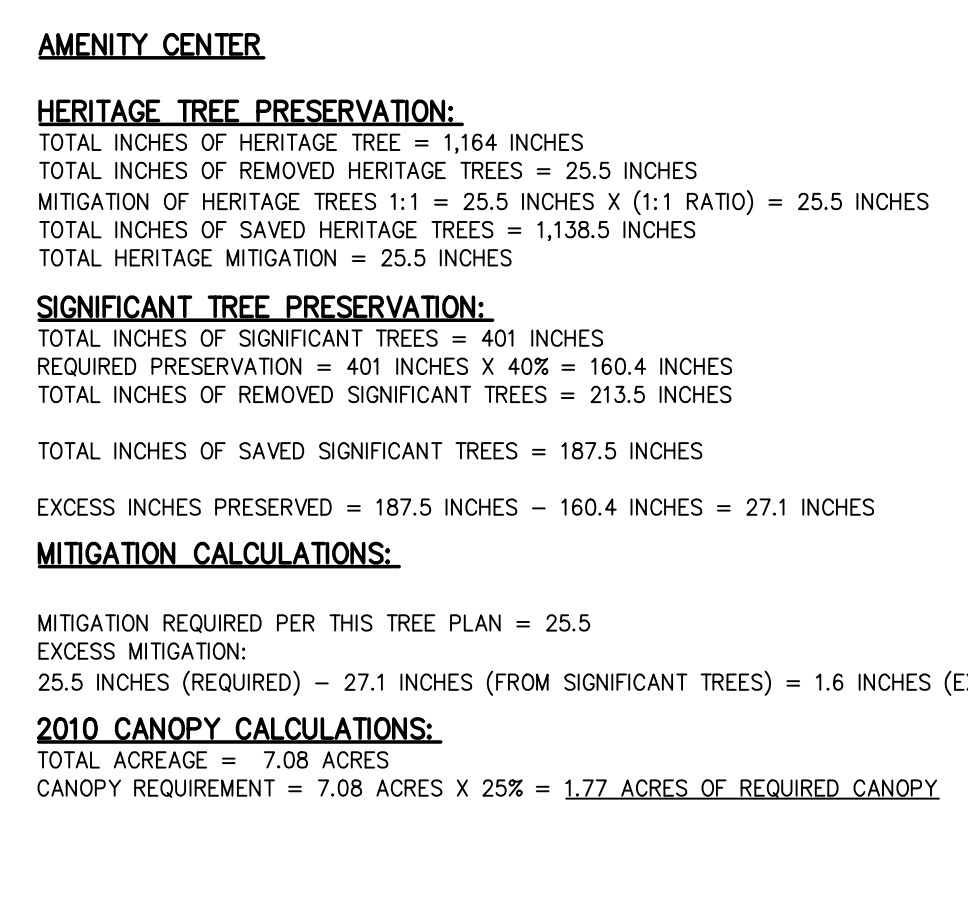 AMENITY CENTER
HERITAGE TREE PRESERVATION:
TOTAL INCHES OF HERITAGE TREE = 1,164 INCHES
TOTAL INCHES OF REMOVED HERITAGE TREES = 25.5 INCHES
MITIGATION OF HERITAGE TREES 1:1 = 25.5 INCHES X (1:1 RATIO) = 25.5 INCHES
TOTAL INCHES OF SAVED HERITAGE TREES = 1,138.5 INCHES
TOTAL HERITAGE MITIGATION = 25.5 INCHES
SIGNIFICANT TREE PRESERVATION:
TOTAL INCHES OF SIGNIFICANT TREES = 401 INCHES
REQUIRED PRESERVATION = 401 INCHES X 40% = 160.4 INCHES
TOTAL INCHES OF REMOVED SIGNIFICANT TREES = 213.5 INCHES
TOTAL INCHES OF SAVED SIGNIFICANT TREES = 187.5 INCHES
EXCESS INCHES PRESERVED = 187.5 INCHES – 160.4 INCHES = 27.1 INCHES
MITIGATION CALCULATIONS:
MITIGATION REQUIRED PER THIS TREE PLAN = 25.5
EXCESS MITIGATION:
25.5 INCHES (REQUIRED) – 27.1 INCHES (FROM SIGNIFICANT TREES) = 1.6 INCHES
2010 CANOPY CALCULATIONS:
TOTAL ACREAGE = 7.08 ACRES
CANOPY REQUIREMENT = 7.08 ACRES X 25% = 1.77 ACRES OF REQUIRED CANOPY